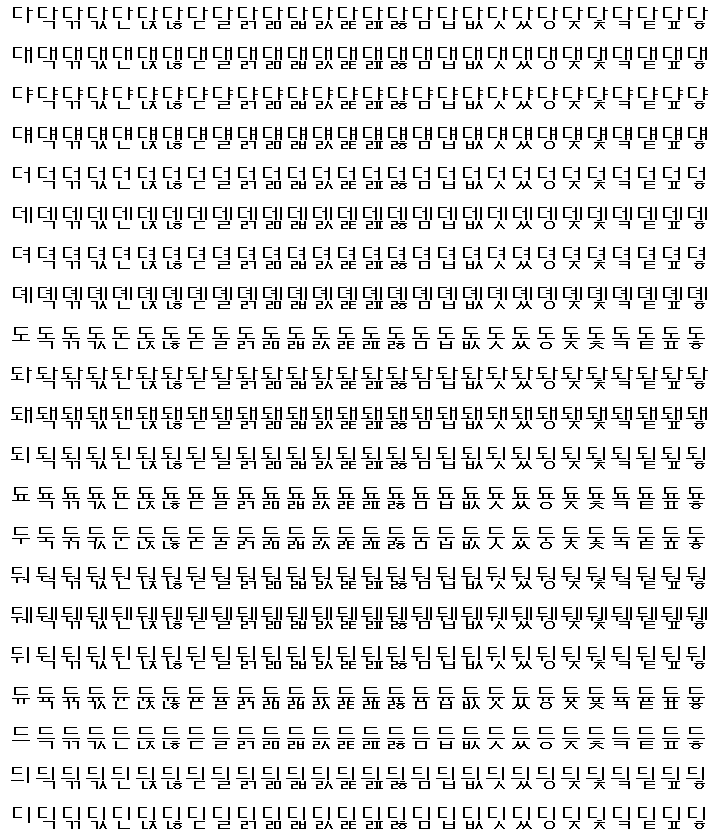 다닥닦닧단닩닪닫달닭닮닯닰닱닲닳담답닶닷닸당닺닻닼닽닾닿
대댁댂댃댄댅댆댇댈댉댊댋댌댍댎댏댐댑댒댓댔댕댖댗댘댙댚댛
댜댝댞댟댠댡댢댣댤댥댦댧댨댩댪댫댬댭댮댯댰댱댲댳댴댵댶댷
댸댹댺댻댼댽댾댿덀덁덂덃덄덅덆덇덈덉덊덋덌덍덎덏덐덑덒덓
더덕덖덗던덙덚덛덜덝덞덟덠덡덢덣덤덥덦덧덨덩덪덫덬덭덮덯
데덱덲덳덴덵덶덷델덹덺덻덼덽덾덿뎀뎁뎂뎃뎄뎅뎆뎇뎈뎉뎊뎋
뎌뎍뎎뎏뎐뎑뎒뎓뎔뎕뎖뎗뎘뎙뎚뎛뎜뎝뎞뎟뎠뎡뎢뎣뎤뎥뎦뎧
뎨뎩뎪뎫뎬뎭뎮뎯뎰뎱뎲뎳뎴뎵뎶뎷뎸뎹뎺뎻뎼뎽뎾뎿돀돁돂돃
도독돆돇돈돉돊돋돌돍돎돏돐돑돒돓돔돕돖돗돘동돚돛돜돝돞돟
돠돡돢돣돤돥돦돧돨돩돪돫돬돭돮돯돰돱돲돳돴돵돶돷돸돹돺돻
돼돽돾돿됀됁됂됃됄됅됆됇됈됉됊됋됌됍됎됏됐됑됒됓됔됕됖됗
되됙됚됛된됝됞됟될됡됢됣됤됥됦됧됨됩됪됫됬됭됮됯됰됱됲됳
됴됵됶됷됸됹됺됻됼됽됾됿둀둁둂둃둄둅둆둇둈둉둊둋둌둍둎둏
두둑둒둓둔둕둖둗둘둙둚둛둜둝둞둟둠둡둢둣둤둥둦둧둨둩둪둫
둬둭둮둯둰둱둲둳둴둵둶둷둸둹둺둻둼둽둾둿뒀뒁뒂뒃뒄뒅뒆뒇
뒈뒉뒊뒋뒌뒍뒎뒏뒐뒑뒒뒓뒔뒕뒖뒗뒘뒙뒚뒛뒜뒝뒞뒟뒠뒡뒢뒣
뒤뒥뒦뒧뒨뒩뒪뒫뒬뒭뒮뒯뒰뒱뒲뒳뒴뒵뒶뒷뒸뒹뒺뒻뒼뒽뒾뒿
듀듁듂듃듄듅듆듇듈듉듊듋듌듍듎듏듐듑듒듓듔듕듖듗듘듙듚듛
드득듞듟든듡듢듣들듥듦듧듨듩듪듫듬듭듮듯듰등듲듳듴듵듶듷
듸듹듺듻듼듽듾듿딀딁딂딃딄딅딆딇딈딉딊딋딌딍딎딏딐딑딒딓
디딕딖딗딘딙딚딛딜딝딞딟딠딡딢딣딤딥딦딧딨딩딪딫딬딭딮딯